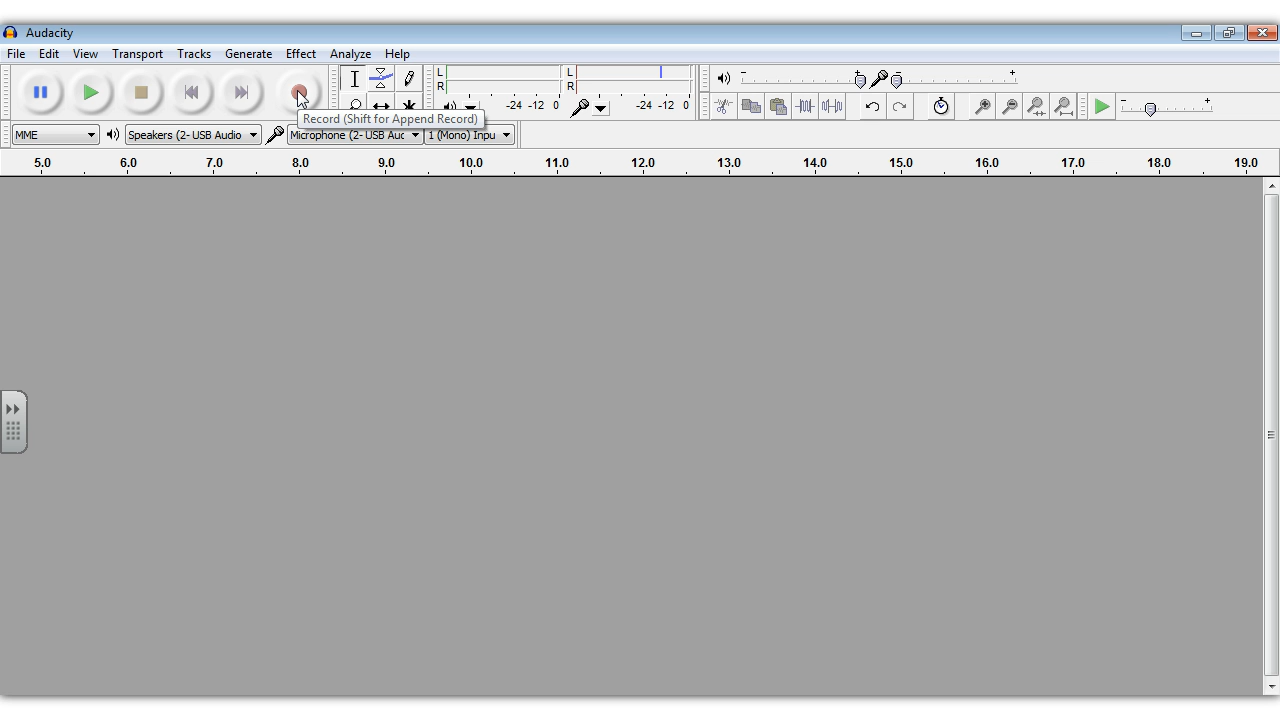 Audacity
File Edit View Transport Tracks Generate Effect Analyze Help
L
R
-24 -12 0
L
R
-24 -12 0
Record (Shift for Append Record)
MME
Speakers (2- USB Audio
Microphone (2- USB Auc
1 (Mono) Inpu
5.0 6.0 7.0 8.0 9.0 10.0 11.0 12.0 13.0 14.0 15.0 16.0 17.0 18.0 19.0